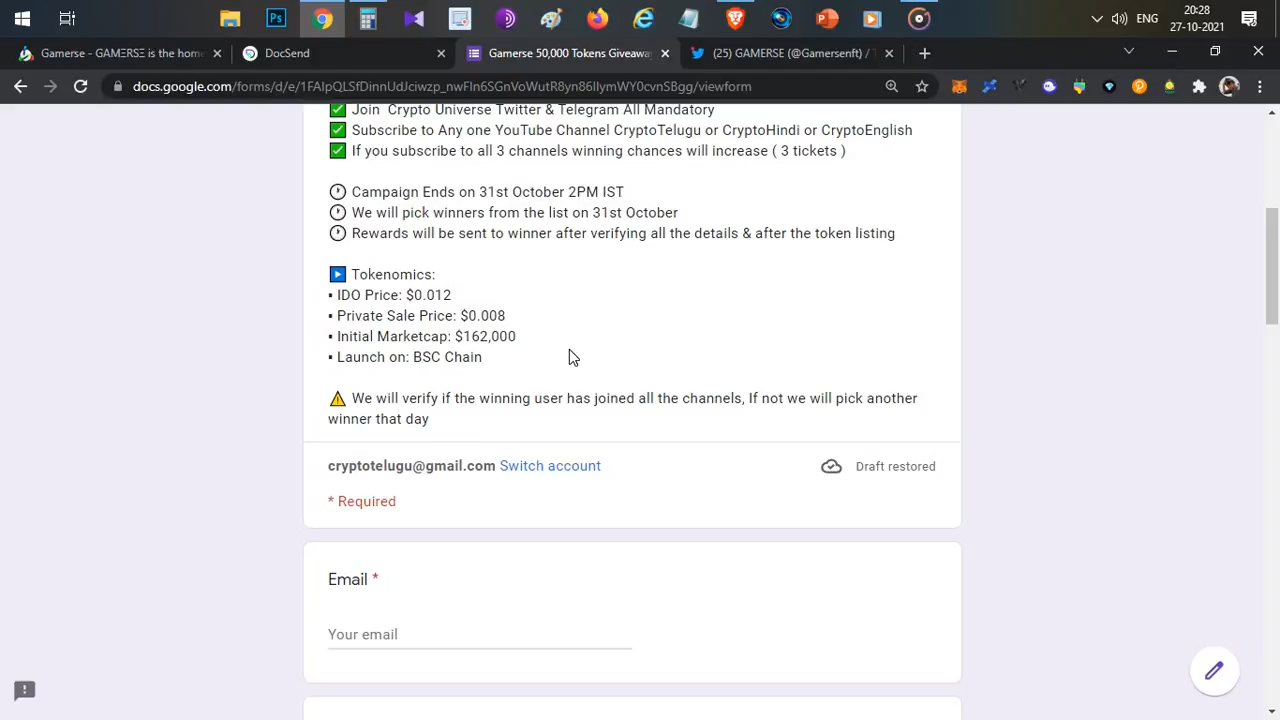 20:28
ENG
27-10-2021
Gamerse - GAMERSE is the hom
DocSend
Gamerse 50,000 Tokens Giveaway
(25) GAMERSE (@Gamersenft) / T
docs.google.com/forms/d/e/1FAIpQLSfDinnUdJciwzp_nwFln6SGnVoWutR8yn86llymWY0cvnSBgg/viewform
Join Crypto Universe Twitter & Telegram All Mandatory
Subscribe to Any one YouTube Channel CryptoTelugu or CryptoHindi or CryptoEnglish
If you subscribe to all 3 channels winning chances will increase ( 3 tickets )
Campaign Ends on 31st October 2PM IST
We will pick winners from the list on 31st October
Rewards will be sent to winner after verifying all the details & after the token listing
Tokenomics:
▪ IDO Price: $0.012
▪ Private Sale Price: $0.008
▪ Initial Marketcap: $162,000
▪ Launch on: BSC Chain
We will verify if the winning user has joined all the channels, If not we will pick another
winner that day
cryptotelugu@gmail.com Switch account
Draft restored
* Required
Email *
Your email